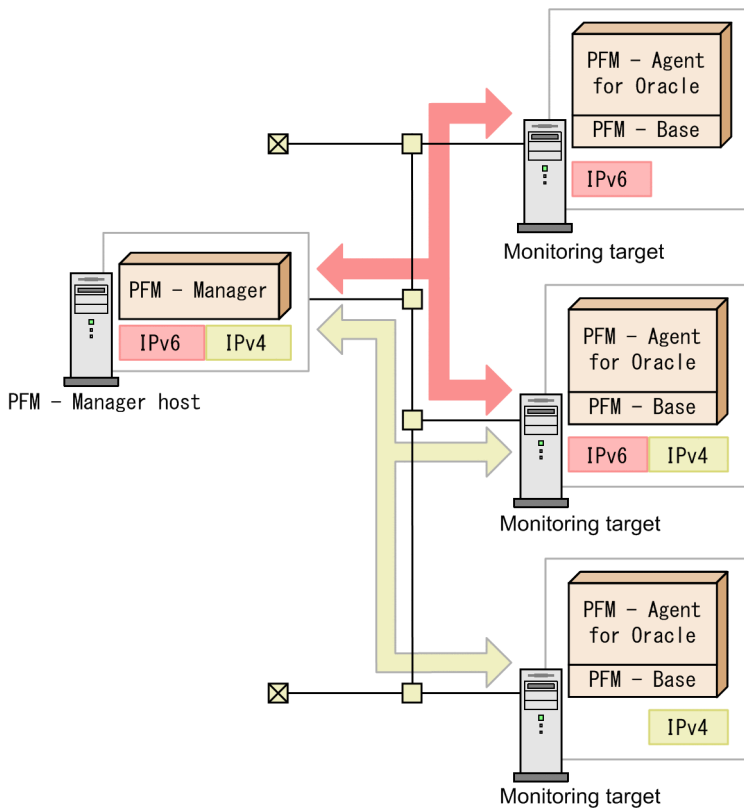 PFM - Agent
for Oracle
PFM - Base
IPv6
Monitoring target
PFM - Manager
IPv6 IPv4
PFM - Manager host
PFM - Agent
for Oracle
PFM - Base
IPv6 IPv4
Monitoring target
PFM - Agent
for Oracle
PFM - Base
IPv4
Monitoring target